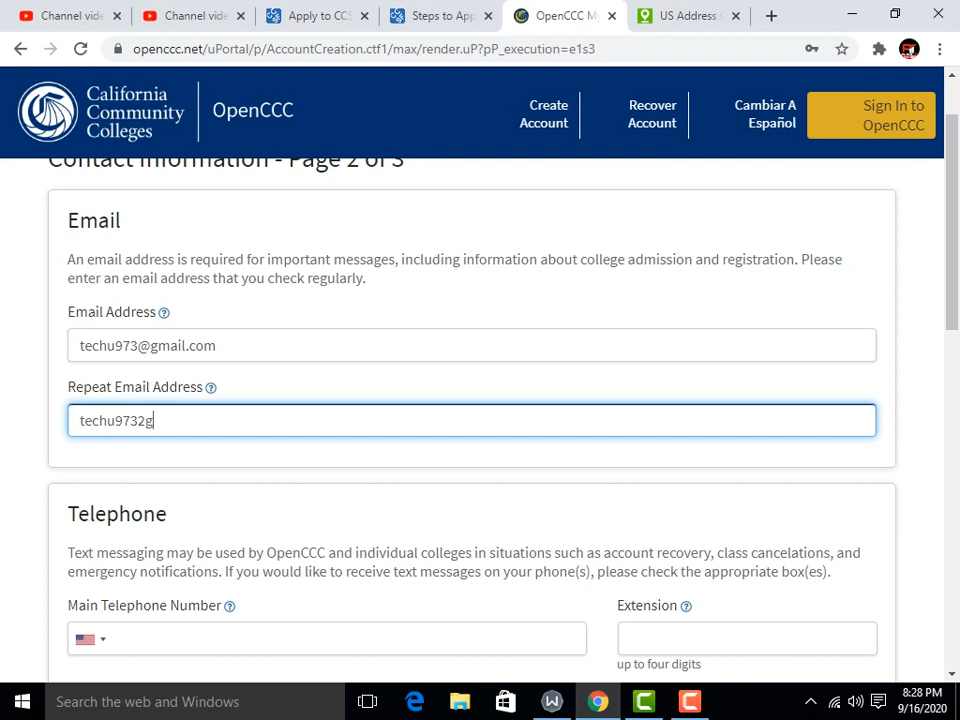 Channel vide
Channel vide
Apply to CCS
Steps to App
OpenCCC My
US Address G
openccc.net/uPortal/p/AccountCreation.ctf1/max/render.uP?pP_execution=e1s3
California
Community
Colleges
OpenCCC
Create
Account
Recover
Account
Cambiar A
Español
Sign In to
OpenCCC
Contact Information - Page 2 of 3
Email
An email address is required for important messages, including information about college admission and registration. Please
enter an email address that you check regularly.
Email Address
techu973@gmail.com
Repeat Email Address
techu9732g
Telephone
Text messaging may be used by OpenCCC and individual colleges in situations such as account recovery, class cancelations, and
emergency notifications. If you would like to receive text messages on your phone(s), please check the appropriate box(es).
Main Telephone Number
Extension
up to four digits
Search the web and Windows
8:28 PM
9/16/2020